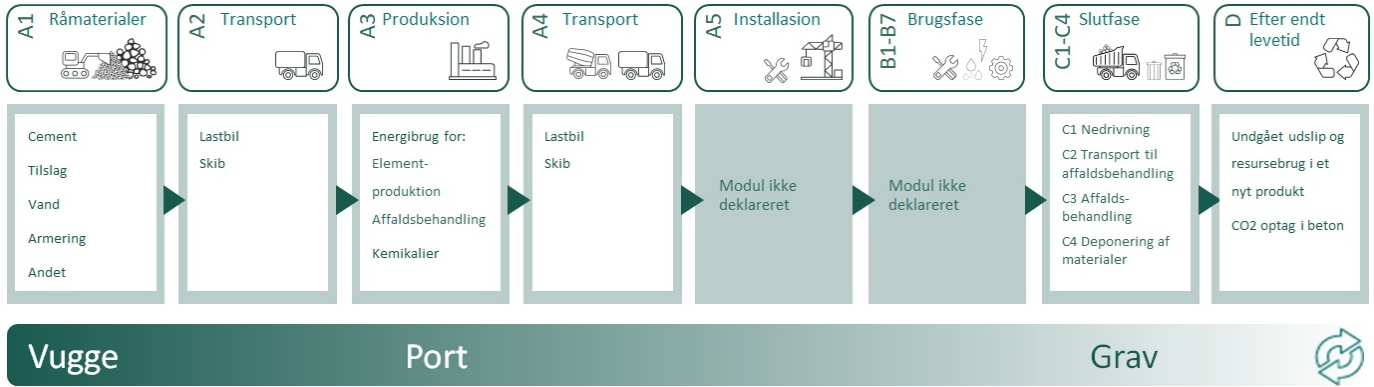 A1 Råmaterialer
A2 Transport
A3 Produksion
A4 Transport
A5 Installasion
B1-B7 Brugsfase
C1-C4 Slutfase
D Efter endt
levetid
Cement
Tilslag
Vand
Armering
Andet
Lastbil
Skib
Energibrug for:
Element-
produktion
Affaldsbehandling
Kemikalier
Lastbil
Skib
Modul ikke
deklareret
Modul ikke
deklareret
C1 Nedrivning
C2 Transport til
affaldsbehandling
C3 Affalds-
behandling
C4 Deponering af
materialer
Undgået udslip og
resursebrug i et
nyt produkt
CO2 optag i beton
Vugge
Port
Grav